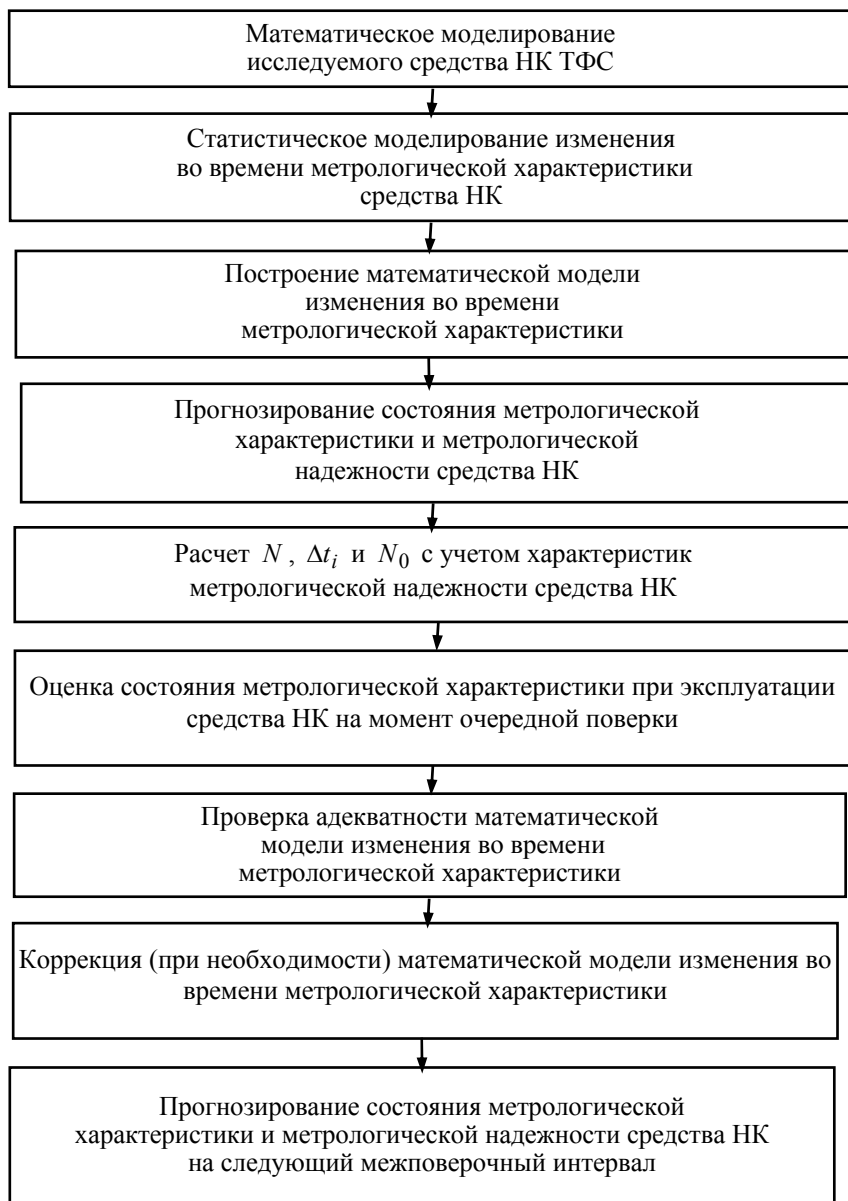 Математическое моделирование
исследуемого средства НК ТФС
Статистическое моделирование изменения
во времени метрологической характеристики
средства НК
Построение математической модели
изменения во времени
метрологической характеристики
Прогнозирование состояния метрологической
характеристики и метрологической
надежности средства НК
Расчет N , Δtᵢ и N₀ с учетом характеристик
метрологической надежности средства НК
Оценка состояния метрологической характеристики при эксплуатации
средства НК на момент очередной поверки
Проверка адекватности математической
модели изменения во времени
метрологической характеристики
Коррекция (при необходимости) математической модели изменения во
времени метрологической характеристики
Прогнозирование состояния метрологической
характеристики и метрологической надежности средства НК
на следующий межповерочный интервал